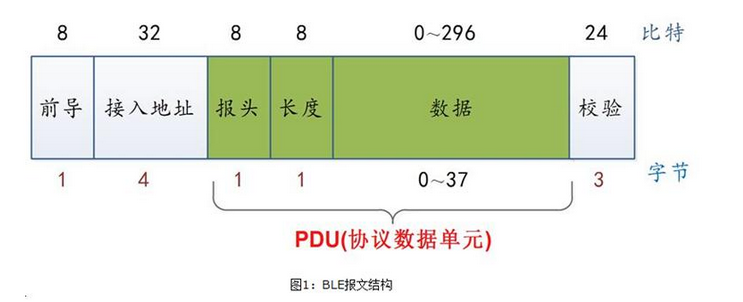 8 32 8 8 0~296 24 比特
前导 接入地址 报头 长度 数据 校验
1 4 1 1 0~37 3 字节
PDU(协议数据单元)
图1：BLE报文结构